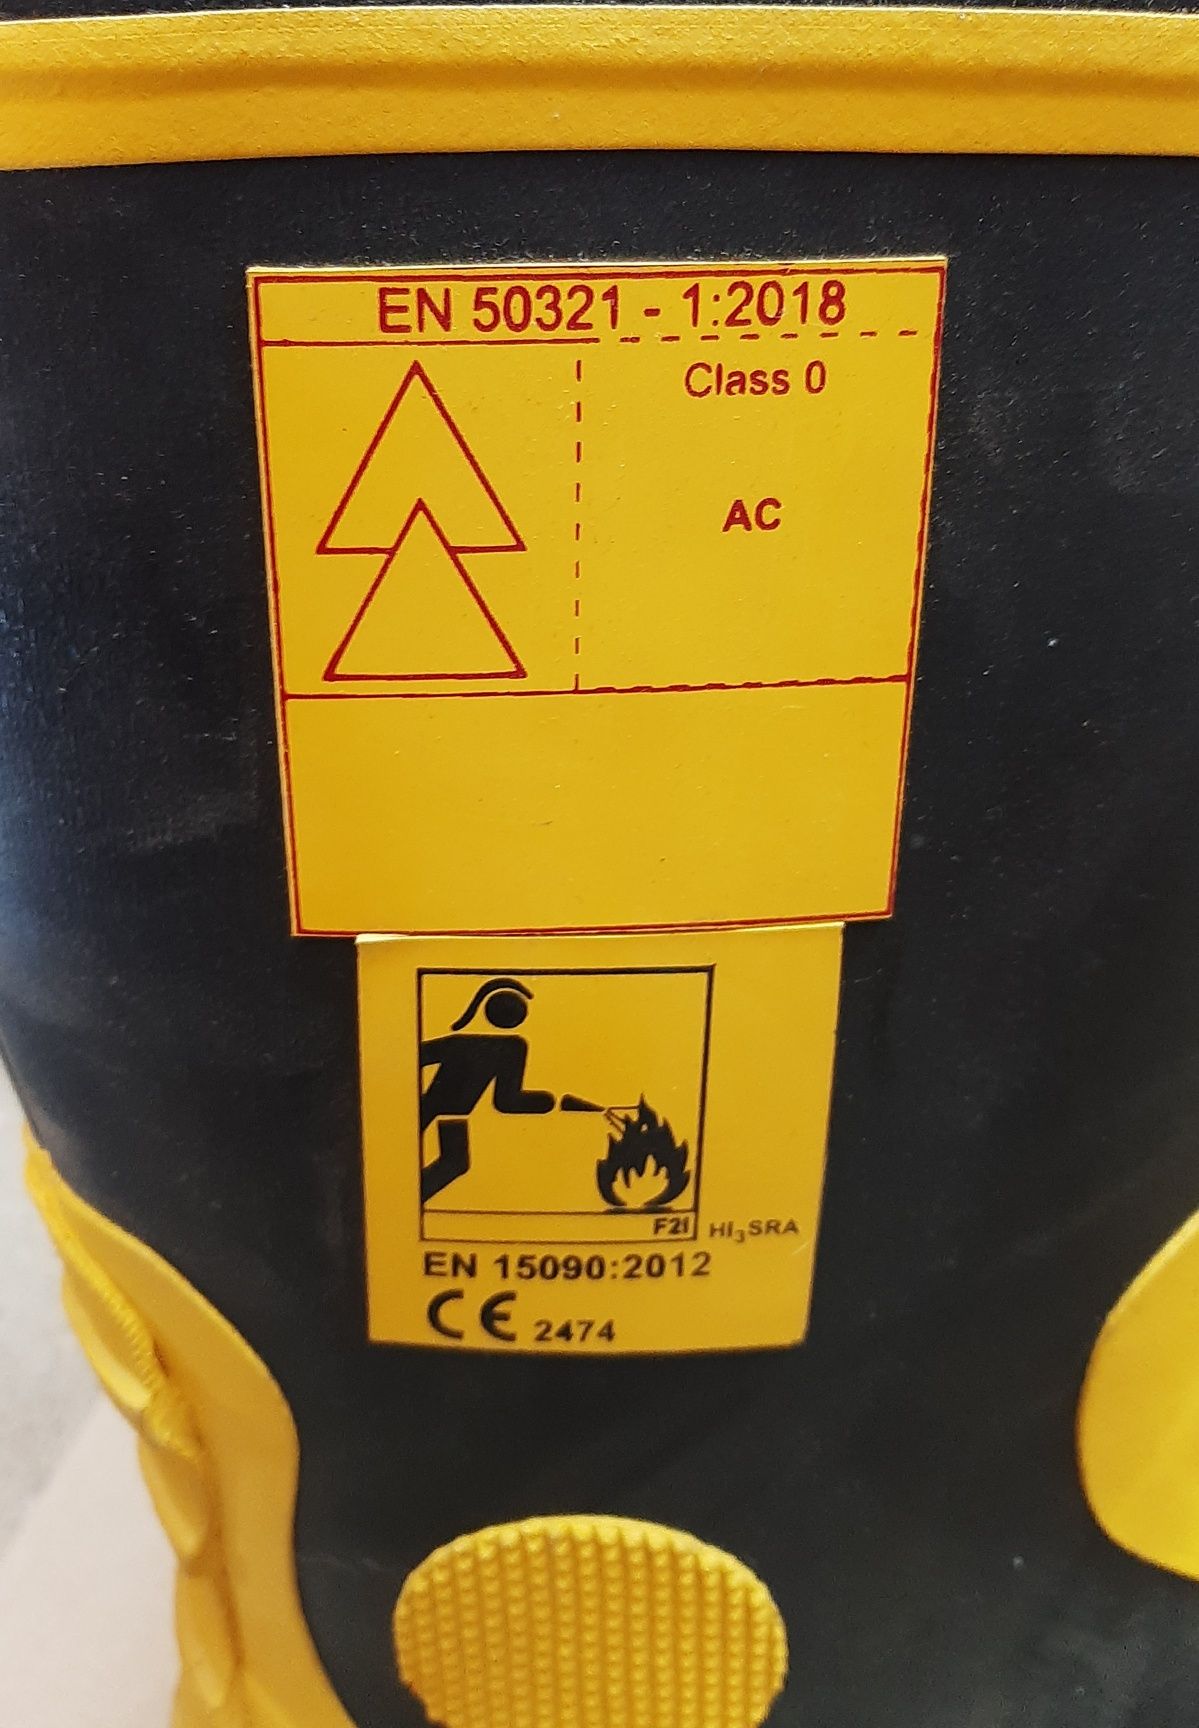 EN 50321 - 1:2018
Class 0
AC
F2I HI₃SRA
EN 15090:2012
CE 2474